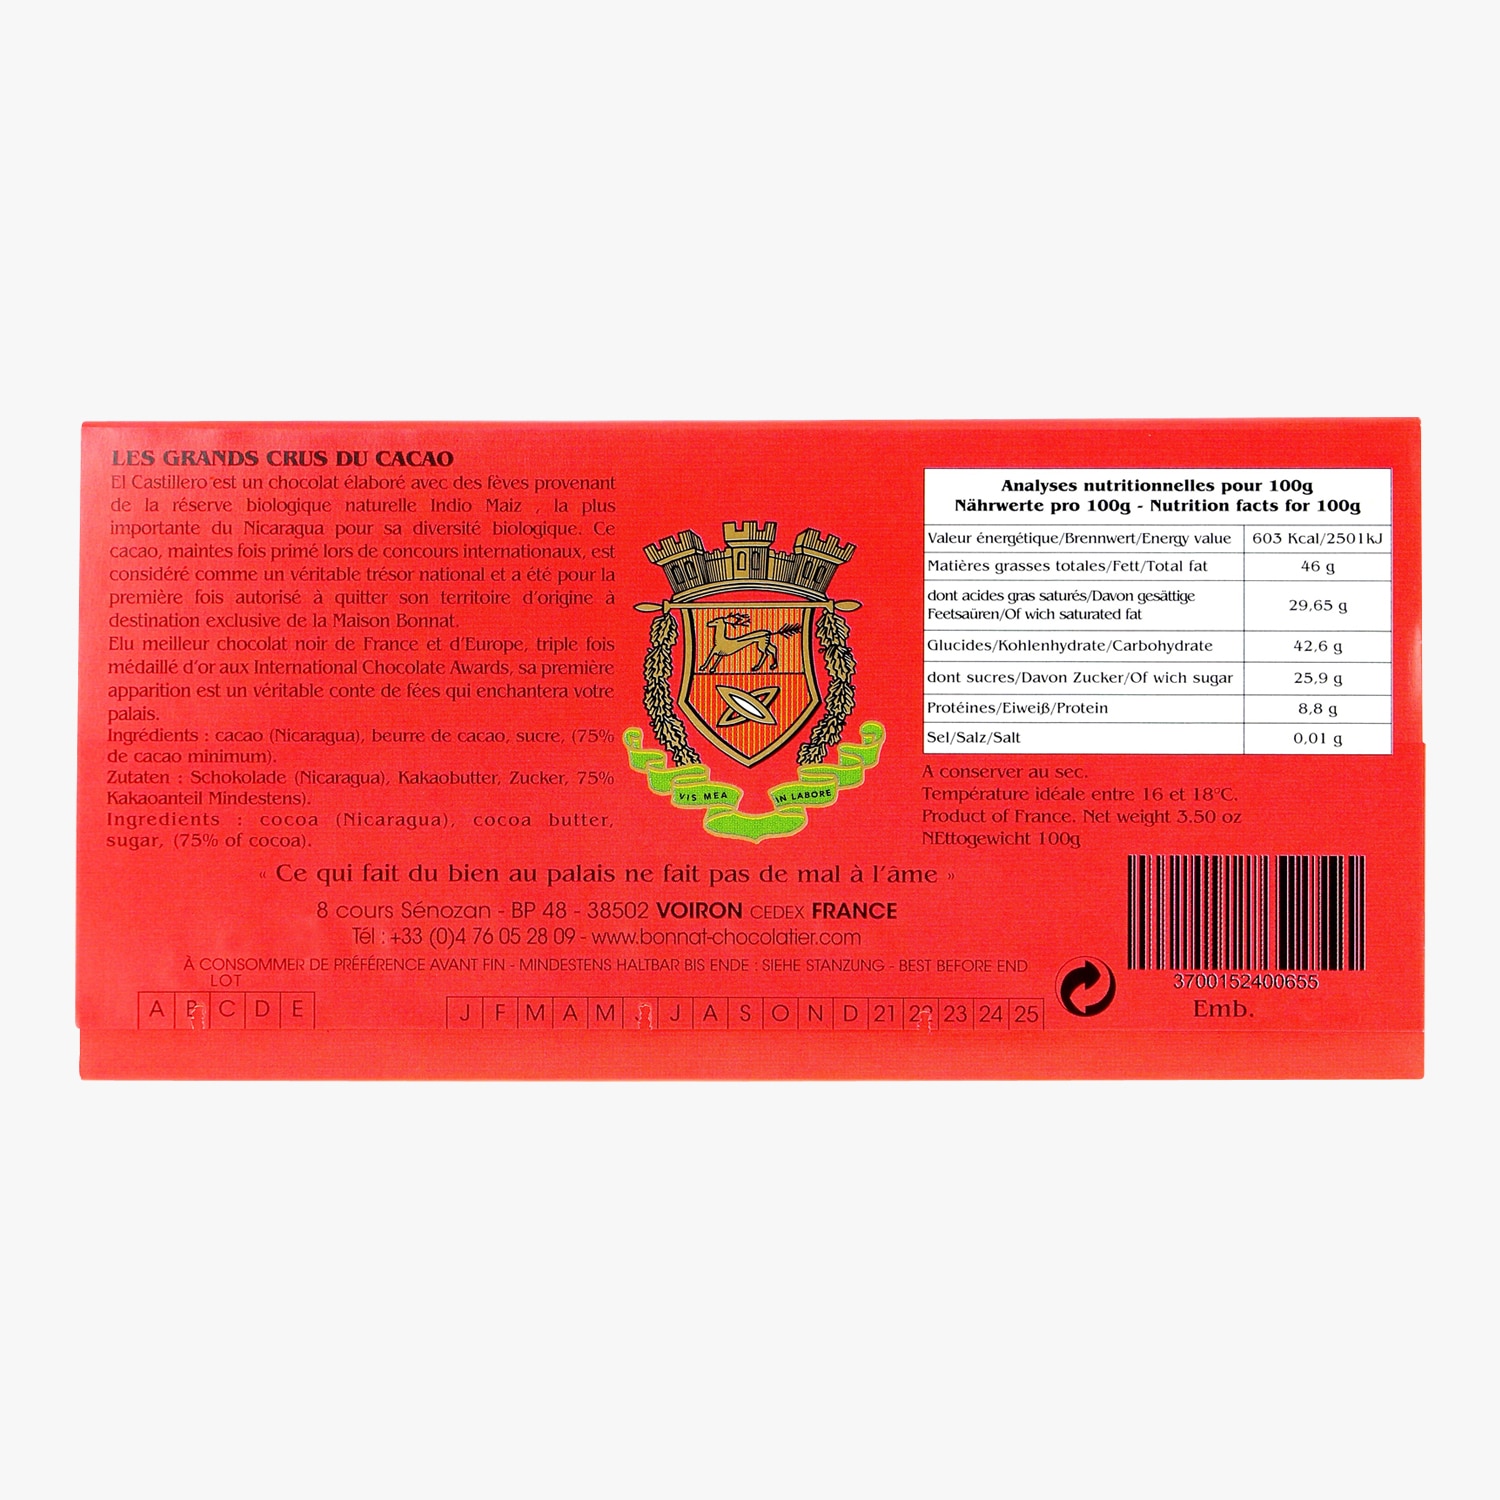 LES GRANDS CRUS DU CACAO
El Castillero est un chocolat élaboré avec des fèves provenant
de la réserve biologique naturelle Indio Maiz , la plus
importante du Nicaragua pour sa diversité biologique. Ce
cacao, maintes fois primé lors de concours internationaux, est
considéré comme un véritable trésor national et a été pour la
première fois autorisé à quitter son territoire d'origine à
destination exclusive de la Maison Bonnat.
Elu meilleur chocolat noir de France et d'Europe, triple fois
médaillé d'or aux International Chocolate Awards, sa première
apparition est un véritable conte de fées qui enchantera votre
palais.
Ingrédients : cacao (Nicaragua), beurre de cacao, sucre, (75%
de cacao minimum).
Zutaten : Schokolade (Nicaragua), Kakaobutter, Zucker, 75%
Kakaoanteil Mindestens).
Ingredients : cocoa (Nicaragua), cocoa butter,
sugar, (75% of cocoa).
VIS MEA IN LABORE
Analyses nutritionnelles pour 100g
Nährwerte pro 100g - Nutrition facts for 100g
Valeur énergétique/Brennwert/Energy value 603 Kcal/2501kJ
Matières grasses totales/Fett/Total fat 46 g
dont acides gras saturés/Davon gesättige
Feetsaüren/Of wich saturated fat 29,65 g
Glucides/Kohlenhydrate/Carbohydrate 42,6 g
dont sucres/Davon Zucker/Of wich sugar 25,9 g
Protéines/Eiweiß/Protein 8,8 g
Sel/Salz/Salt 0,01 g
A conserver au sec.
Température idéale entre 16 et 18°C.
Product of France. Net weight 3.50 oz
NEttogewicht 100g
« Ce qui fait du bien au palais ne fait pas de mal à l'âme »
8 cours Sénozan - BP 48 - 38502 VOIRON CEDEX FRANCE
Tél : +33 (0)4 76 05 28 09 - www.bonnat-chocolatier.com
À CONSOMMER DE PRÉFÉRENCE AVANT FIN - MINDESTENS HALTBAR BIS ENDE : SIEHE STANZUNG - BEST BEFORE END
LOT
A B C D E
J F M A M J J A S O N D 21 22 23 24 25
3700152400655
Emb.